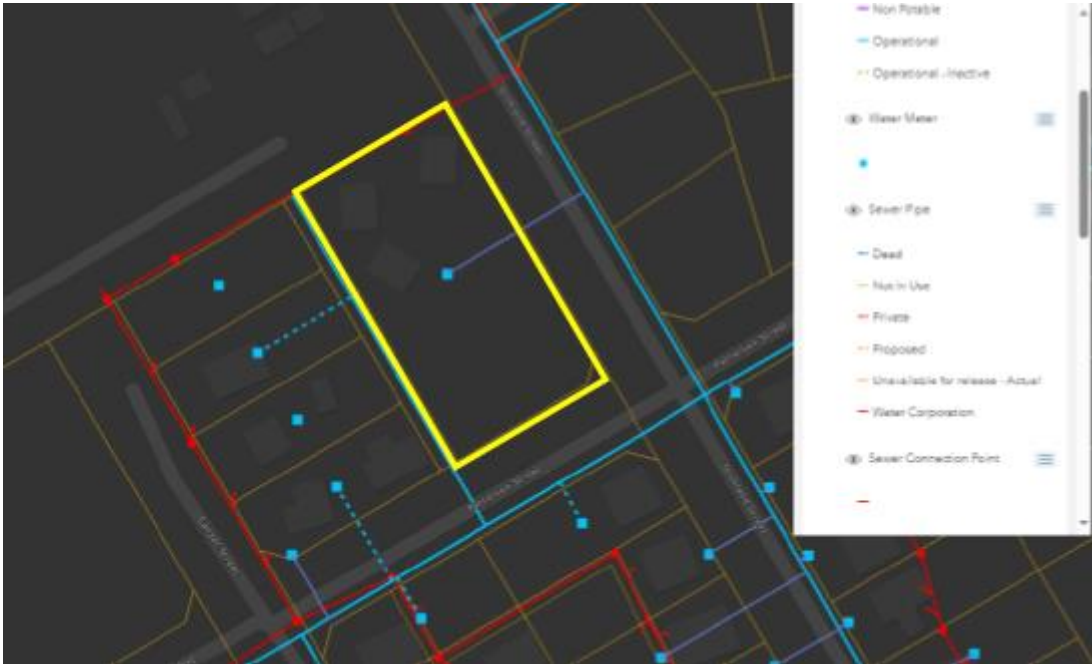 Non Potable
Operational
Operational - Inactive
Water Meter
Sewer Pipe
Dead
Not In Use
Private
Proposed
Unavailable for release - Actual
Water Corporation
Sewer Connection Point